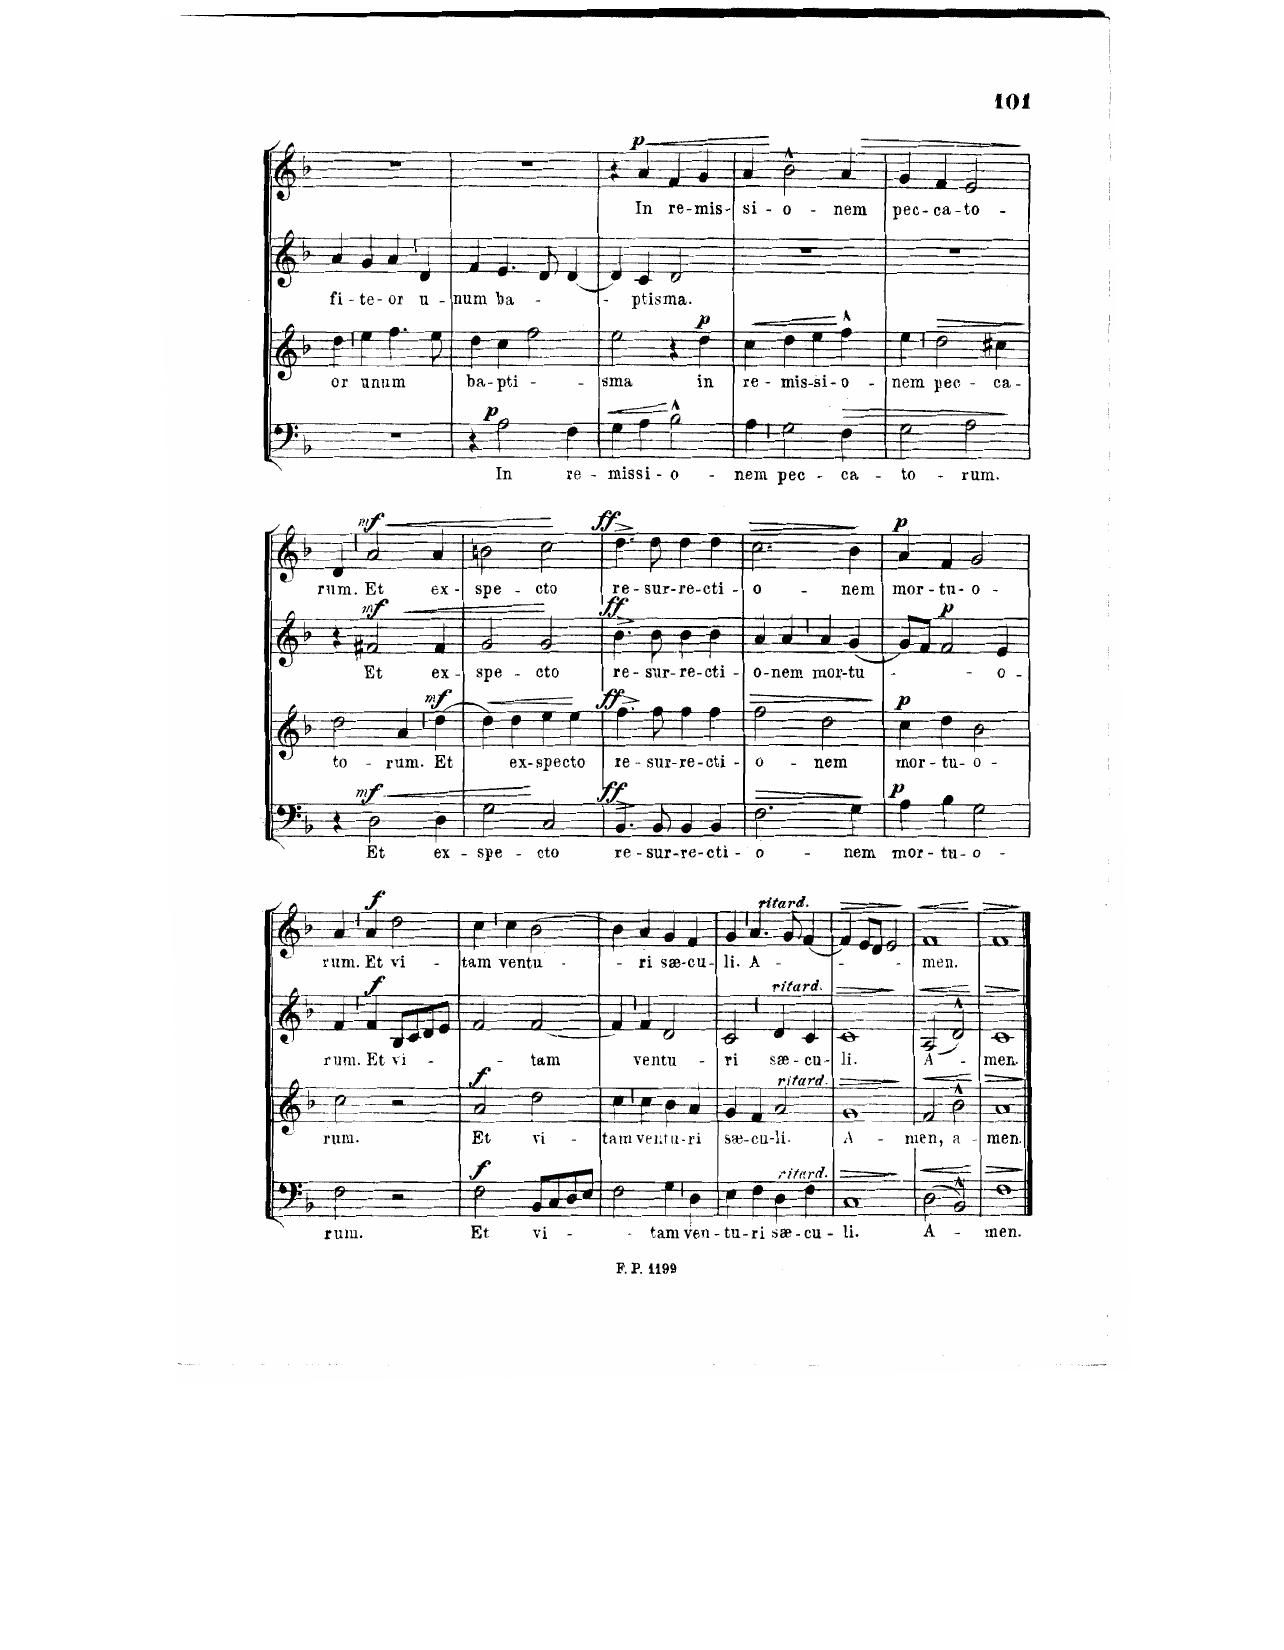 101
p
In re-mis-si - o - nem pec-ca-to -
fi-te-or u - num ba - - ptisma.
p
or unum ba-pti - - sma in re - mis-si-o - nem pec - ca -
p
In re - missi - o - nem pec - ca - to - rum.
mf ff p
rum. Et ex - spe - cto re-sur-re-cti - o - nem mor-tu-o -
mf ff p
Et ex - spe - cto re-sur-re-cti - o-nem mor-tu - - o -
mf ff p
to - rum. Et ex-specto re-sur-re-cti - o - nem mor-tu-o -
mf ff p
Et ex - spe - cto re-sur-re-cti - o - nem mor-tu-o -
f ritard.
rum. Et vi - tam ventu - - ri sæ-cu-li. A - - - men.
f ritard.
rum. Et vi - - tam ventu - ri sæ-cu-li. A - men.
f ritard.
rum. Et vi - tam ventu-ri sæ-cu-li. A - men, a - men.
f ritard.
rum. Et vi - - tam ven-tu-ri sæ-cu-li. A - men.
F. P. 1199